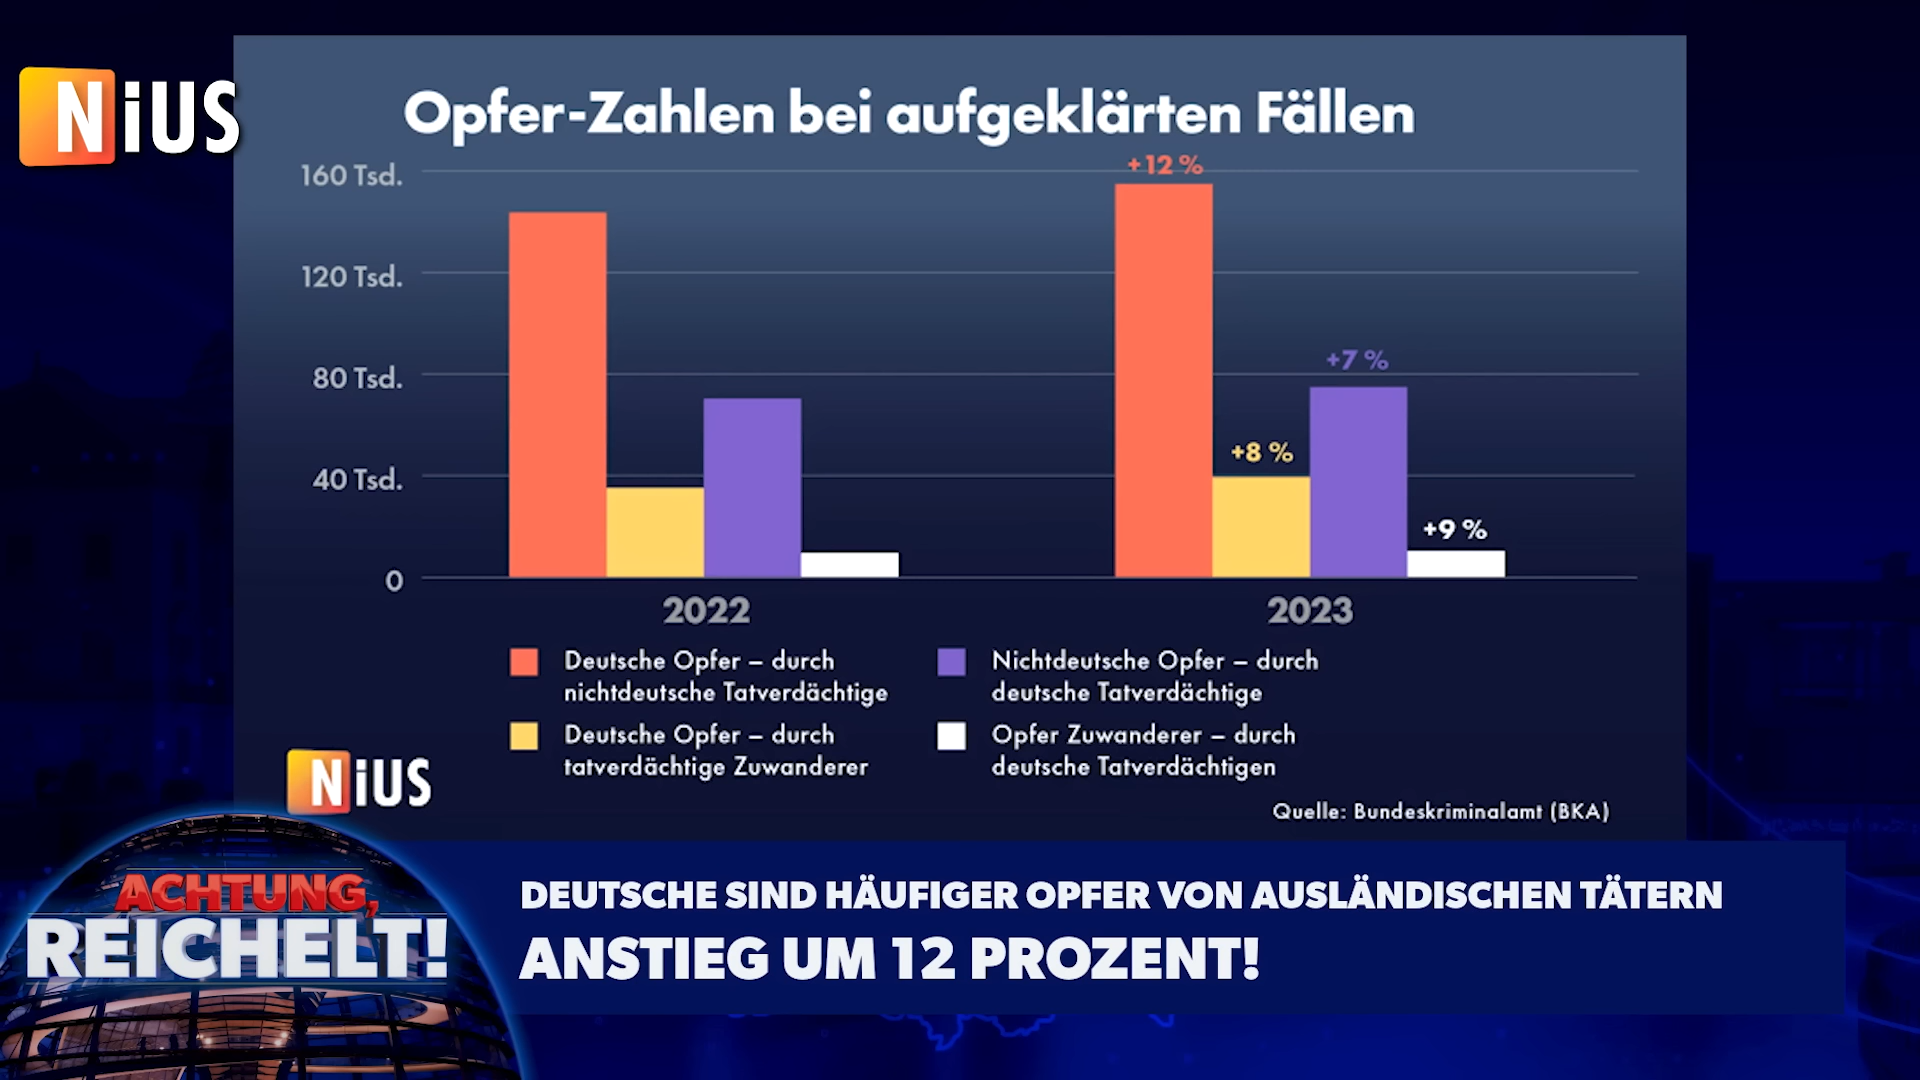 NiUS
Opfer-Zahlen bei aufgeklärten Fällen
160 Tsd.
+12 %
120 Tsd.
80 Tsd.
+7 %
40 Tsd.
+8 %
+9 %
0
2022
2023
Deutsche Opfer – durch
nichtdeutsche Tatverdächtige
Nichtdeutsche Opfer – durch
deutsche Tatverdächtige
Deutsche Opfer – durch
tatverdächtige Zuwanderer
Opfer Zuwanderer – durch
deutsche Tatverdächtigen
NiUS
Quelle: Bundeskriminalamt (BKA)
ACHTUNG,
REICHELT!
DEUTSCHE SIND HÄUFIGER OPFER VON AUSLÄNDISCHEN TÄTERN
ANSTIEG UM 12 PROZENT!